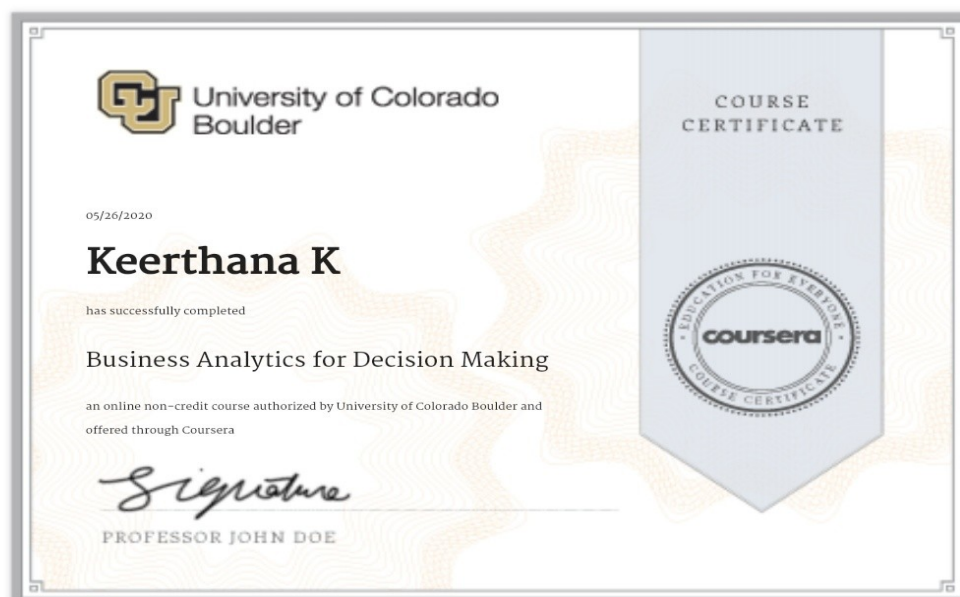 University of Colorado
Boulder
COURSE
CERTIFICATE
05/26/2020
Keerthana K
has successfully completed
Business Analytics for Decision Making
an online non-credit course authorized by University of Colorado Boulder and
offered through Coursera
EDUCATION FOR EVERYONE
coursera
COURSE CERTIFICATE
Signature
PROFESSOR JOHN DOE